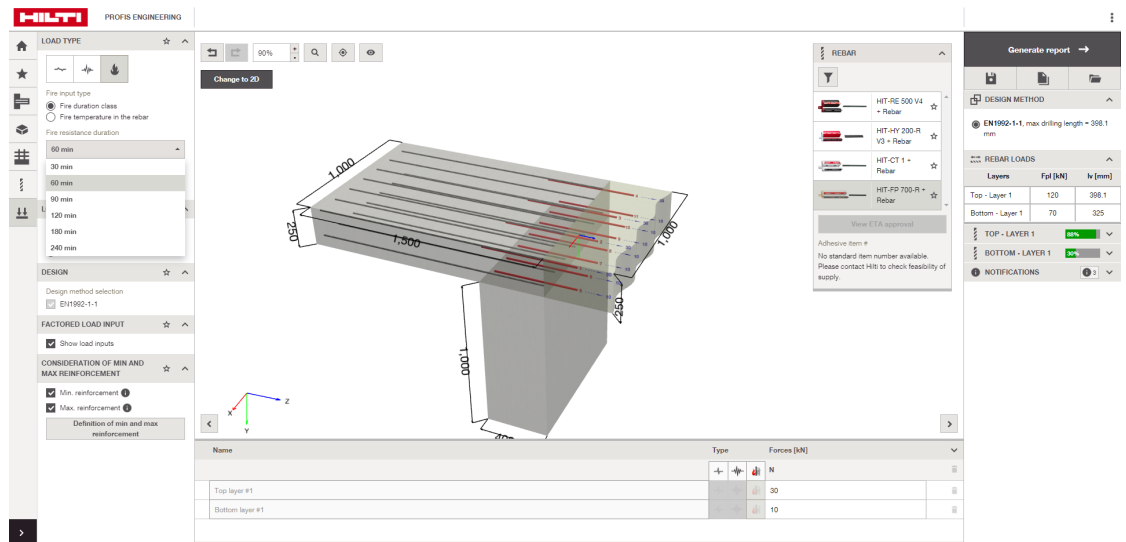 HILTI PROFIS ENGINEERING
LOAD TYPE
Fire input type
Fire duration class
Fire temperature in the rebar
Fire resistance duration
60 min
30 min
60 min
90 min
120 min
180 min
240 min
DESIGN
Design method selection
EN1992-1-1
FACTORED LOAD INPUT
Show load inputs
CONSIDERATION OF MIN AND
MAX REINFORCEMENT
Min. reinforcement
Max. reinforcement
Definition of min and max
reinforcement
90%
Change to 2D
1,000
250
1,500
1,000
250
1,000
X
Y
Z
REBAR
HIT-RE 500 V4
+ Rebar
HIT-HY 200-R
V3 + Rebar
HIT-CT 1 +
Rebar
HIT-FP 700-R +
Rebar
View ETA approval
Adhesive item #
No standard item number available.
Please contact Hilti to check feasibility of
supply.
Generate report
DESIGN METHOD
EN1992-1-1, max drilling length = 398.1
mm
REBAR LOADS
Layers Fpl [kN] lv [mm]
Top - Layer 1 120 398.1
Bottom - Layer 1 70 325
TOP - LAYER 1 88%
BOTTOM - LAYER 1 30%
NOTIFICATIONS 3
Name Type Forces [kN]
N
Top layer #1 30
Bottom layer #1 10